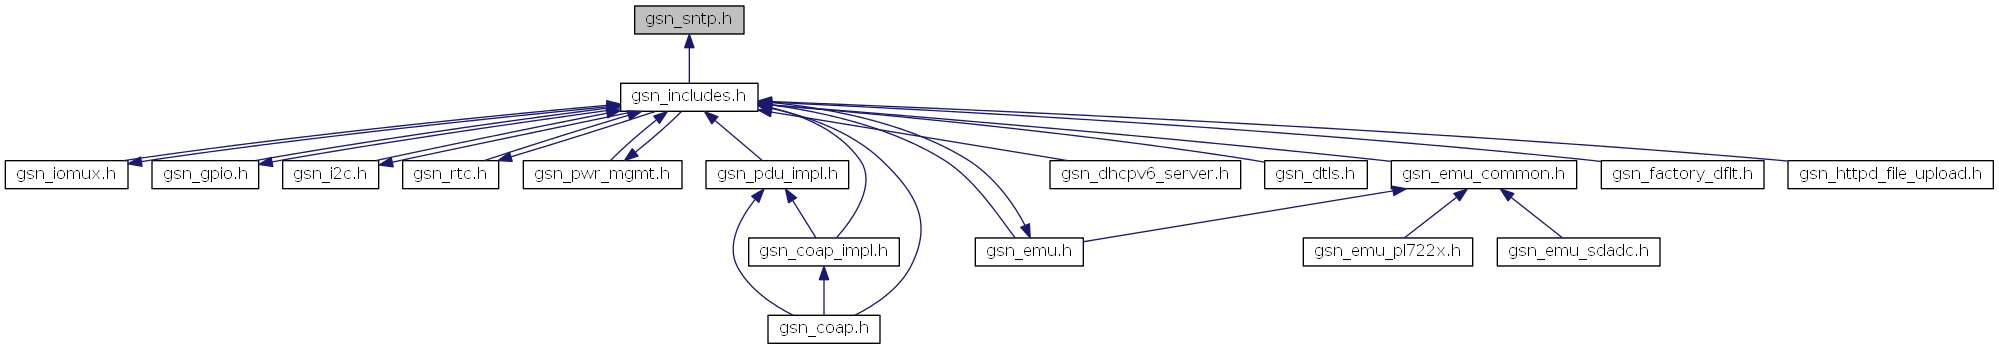 gsn_sntp.h
gsn_includes.h
gsn_iomux.h
gsn_gpio.h
gsn_i2c.h
gsn_rtc.h
gsn_pwr_mgmt.h
gsn_pdu_impl.h
gsn_dhcpv6_server.h
gsn_dtls.h
gsn_emu_common.h
gsn_factory_dflt.h
gsn_httpd_file_upload.h
gsn_coap_impl.h
gsn_emu.h
gsn_emu_pl722x.h
gsn_emu_sdadc.h
gsn_coap.h